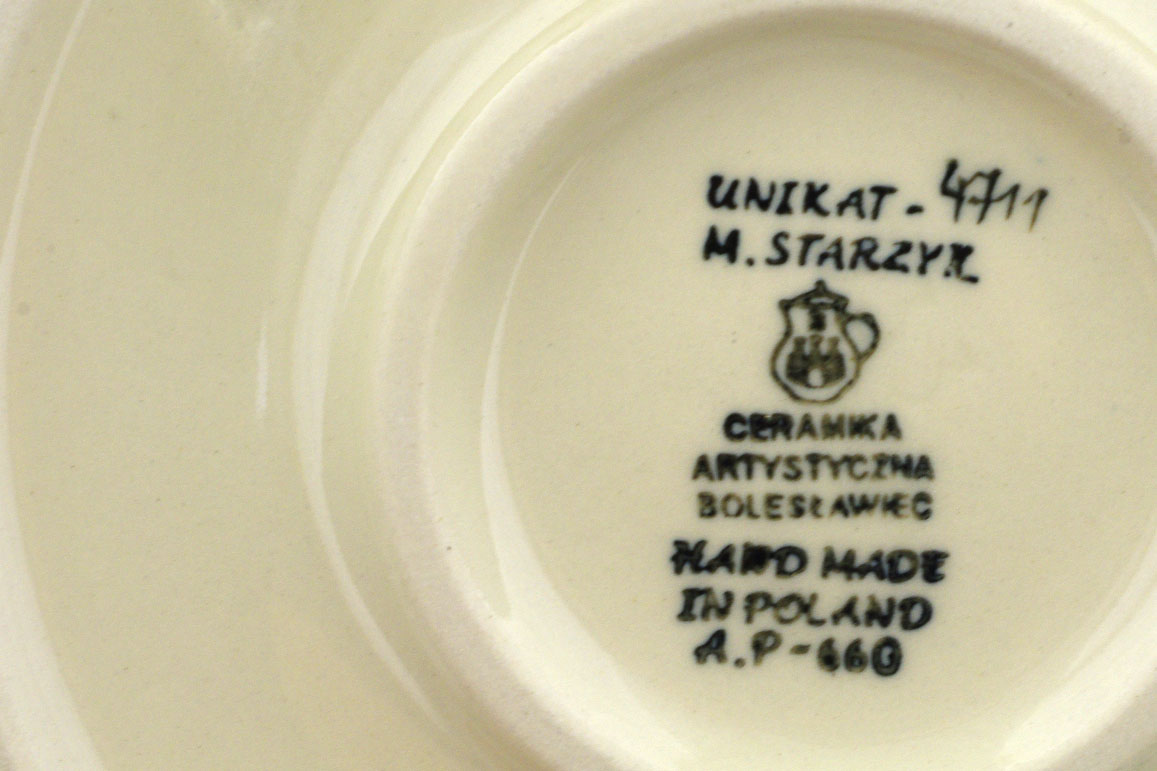 UNIKAT - 4711
M. STARZYK
CERAMIKA
ARTYSTYCZNA
BOLESŁAWIEC
HAND MADE
IN POLAND
A.P-660